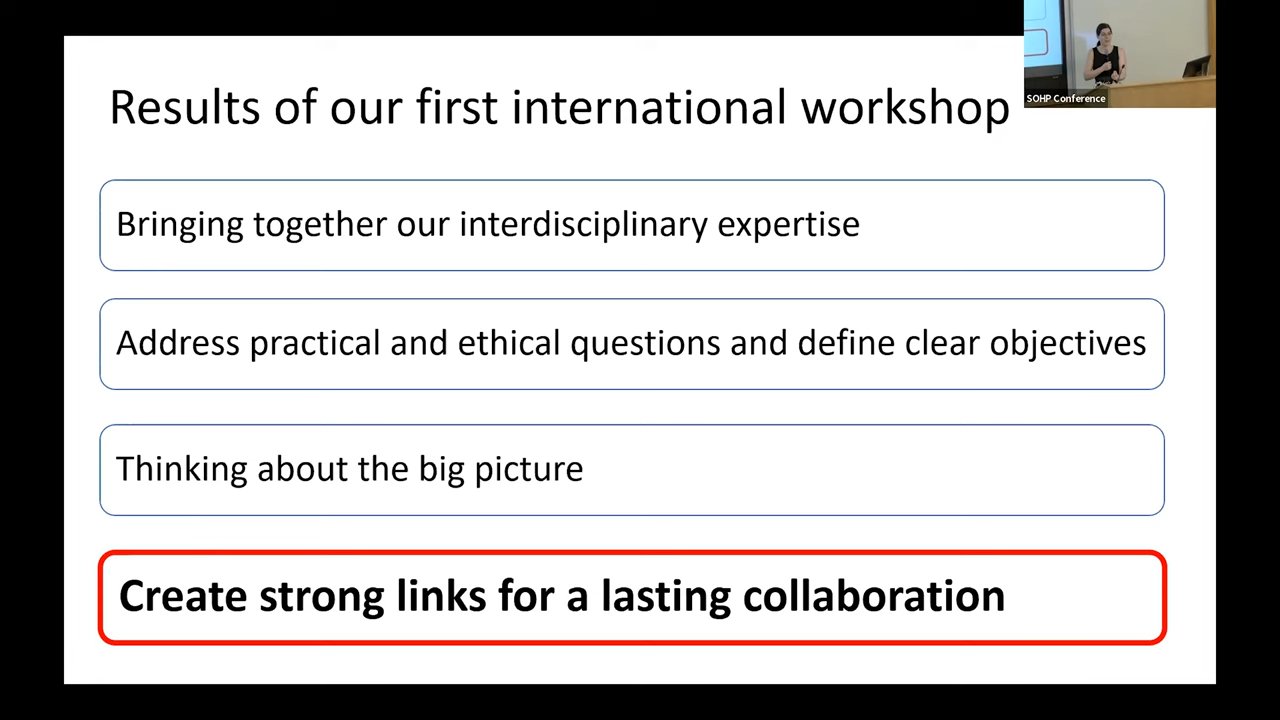 Results of our first international workshop
SOHP Conference
Bringing together our interdisciplinary expertise
Address practical and ethical questions and define clear objectives
Thinking about the big picture
Create strong links for a lasting collaboration